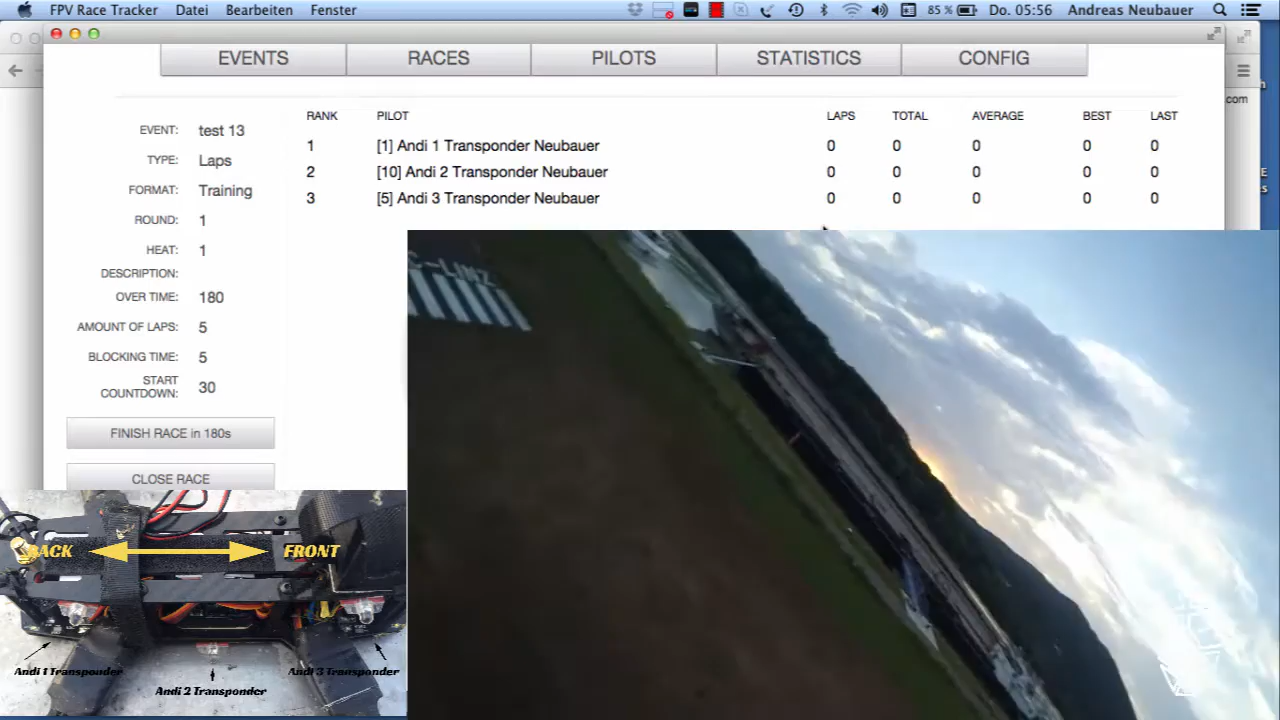 FPV Race Tracker Datei Bearbeiten Fenster 85 % Do. 05:56 Andreas Neubauer
EVENTS RACES PILOTS STATISTICS CONFIG
com
RANK PILOT LAPS TOTAL AVERAGE BEST LAST
EVENT: test 13
1 [1] Andi 1 Transponder Neubauer 0 0 0 0 0
TYPE: Laps
2 [10] Andi 2 Transponder Neubauer 0 0 0 0 0
FORMAT: Training
3 [5] Andi 3 Transponder Neubauer 0 0 0 0 0
ROUND: 1
HEAT: 1
DESCRIPTION:
OVER TIME: 180
AMOUNT OF LAPS: 5
BLOCKING TIME: 5
START
COUNTDOWN: 30
FINISH RACE in 180s
CLOSE RACE
BACK FRONT
Andi 1 Transponder
Andi 2 Transponder
Andi 3 Transponder
LINZ